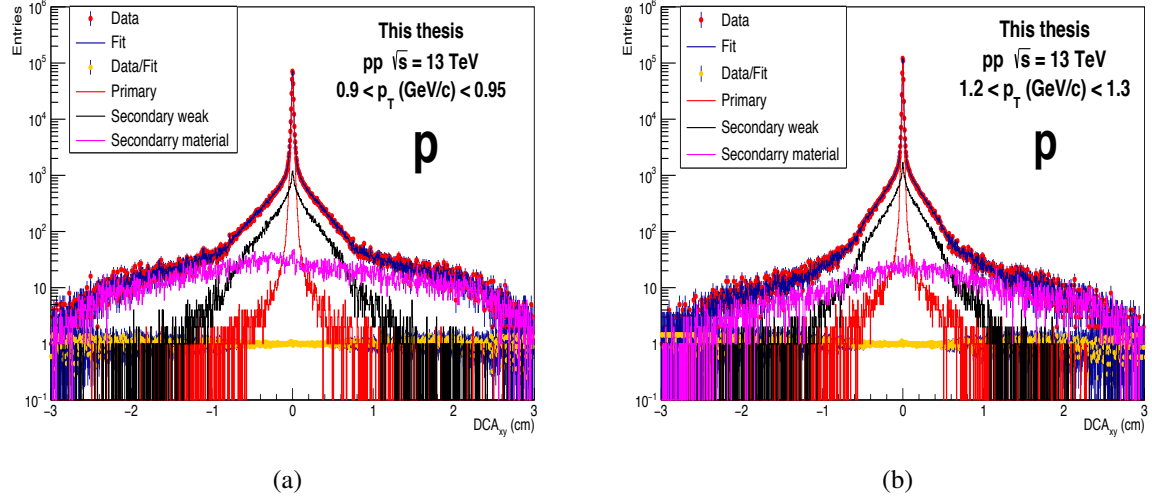 Entries
10^6
10^5
10^4
10^3
10^2
10
1
10^-1
Data
Fit
Data/Fit
Primary
Secondary weak
Secondarry material
This thesis
pp √s = 13 TeV
0.9 < p_T (GeV/c) < 0.95
p
−3 −2 −1 0 1 2 3
DCA_xy (cm)
(a)
Entries
10^6
10^5
10^4
10^3
10^2
10
1
10^-1
Data
Fit
Data/Fit
Primary
Secondary weak
Secondarry material
This thesis
pp √s = 13 TeV
1.2 < p_T (GeV/c) < 1.3
p
−3 −2 −1 0 1 2 3
DCA_xy (cm)
(b)